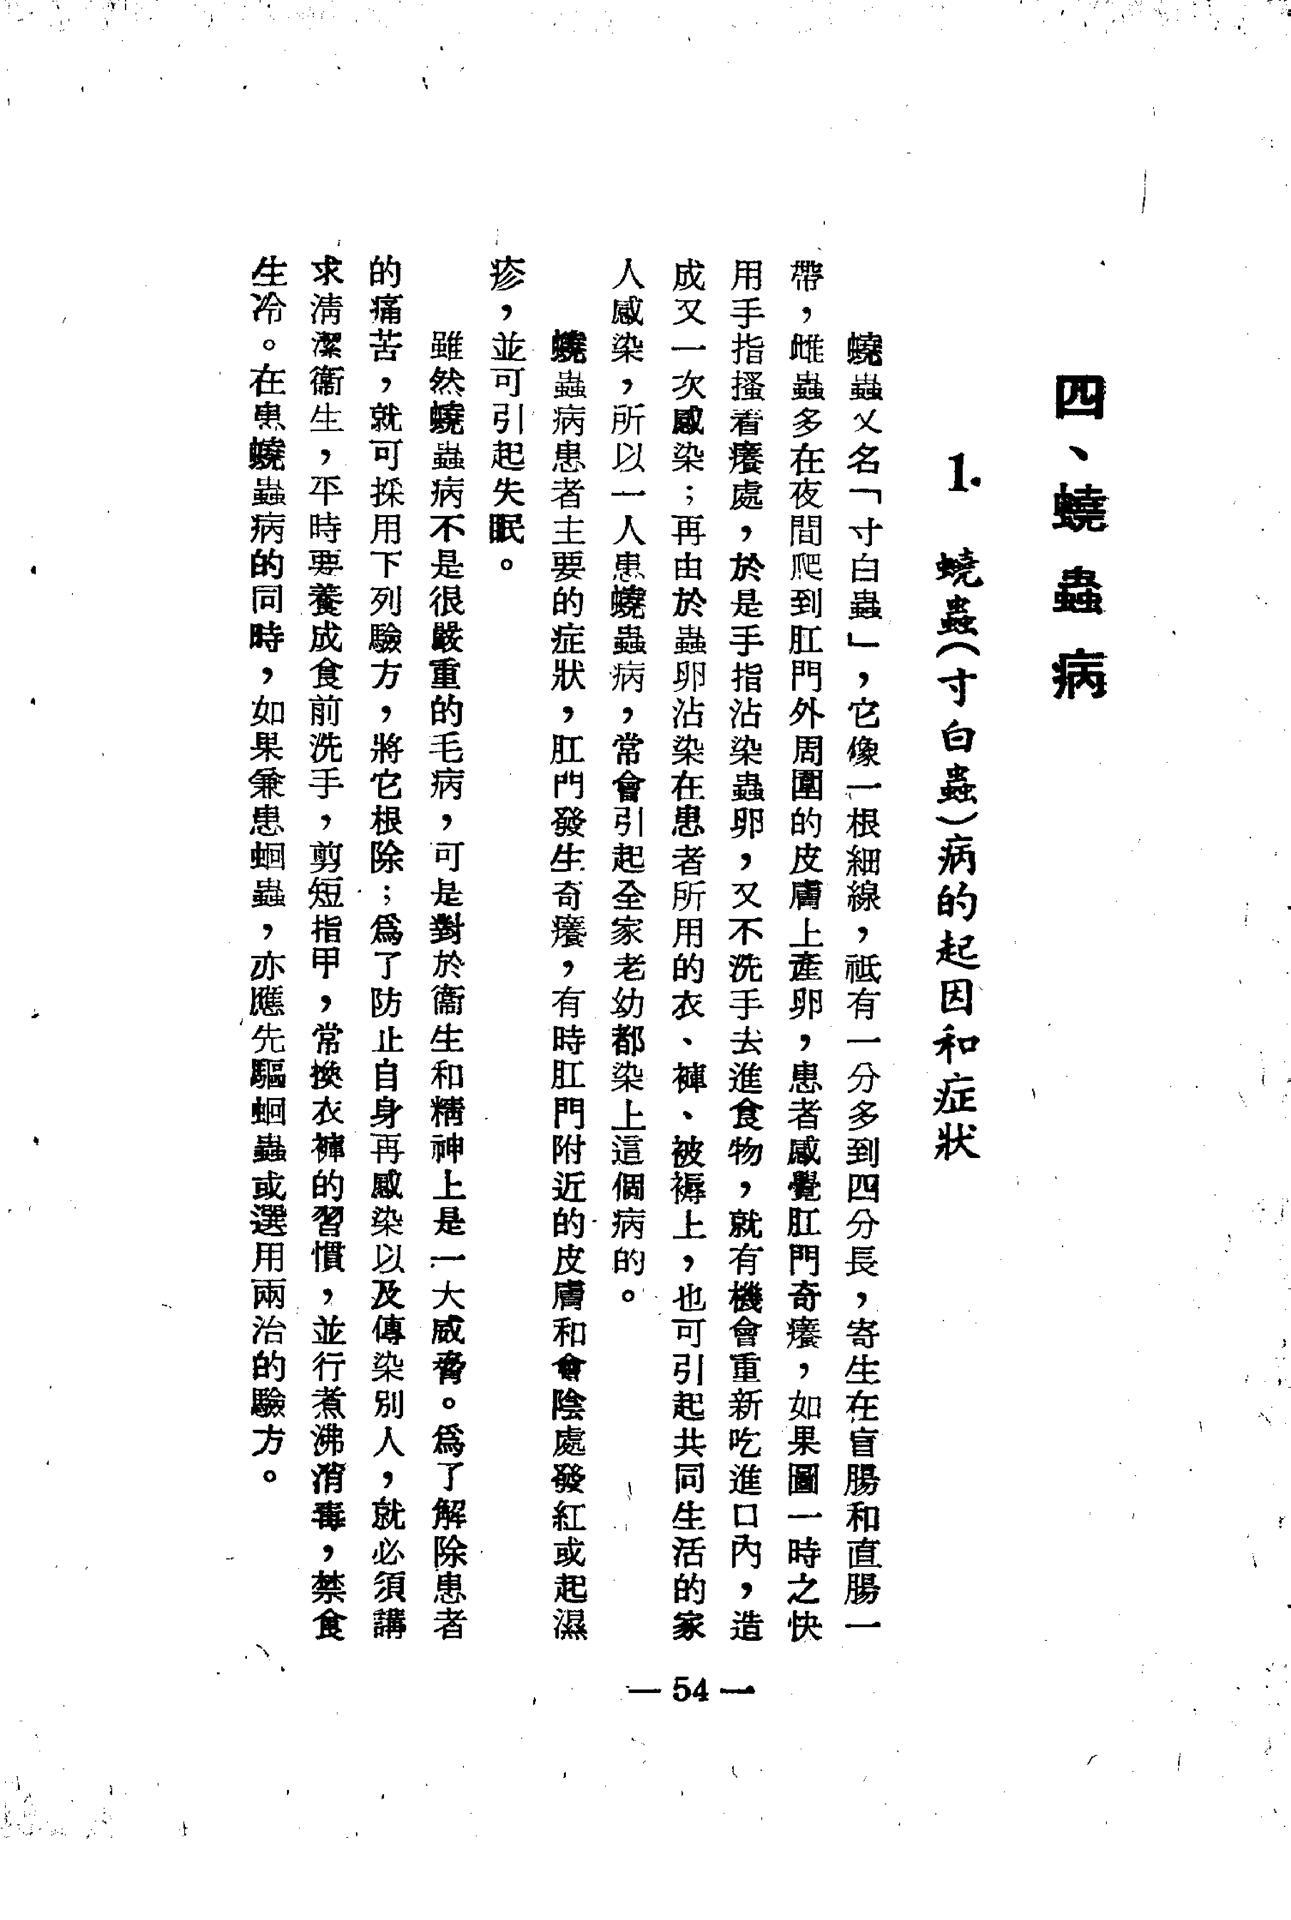 四、蟯蟲病
1. 蟯蟲(寸白蟲)病的起因和症狀
蟯蟲又名「寸白蟲」，它像一根細線，祗有一分多到四分長，寄生在盲腸和直腸一
帶，雌蟲多在夜間爬到肛門外周圍的皮膚上產卵，患者感覺肛門奇癢，如果圖一時之快
用手指搔着癢處，於是手指沾染蟲卵，又不洗手去進食物，就有機會重新吃進口內，造
成又一次感染；再由於蟲卵沾染在患者所用的衣、褲、被褥上，也可引起共同生活的家
人感染，所以一人患蟯蟲病，常會引起全家老幼都染上這個病的。
蟯蟲病患者主要的症狀，肛門發生奇癢，有時肛門附近的皮膚和會陰處發紅或起濕
疹，並可引起失眠。
雖然蟯蟲病不是很嚴重的毛病，可是對於衞生和精神上是一大威脅。爲了解除患者
的痛苦，就可採用下列驗方，將它根除；爲了防止自身再感染以及傳染別人，就必須講
求清潔衞生，平時要養成食前洗手，剪短指甲，常換衣褲的習慣，並行煮沸消毒，禁食
生冷。在患蟯蟲病的同時，如果兼患蛔蟲，亦應先驅蛔蟲或選用兩治的驗方。
— 54 —